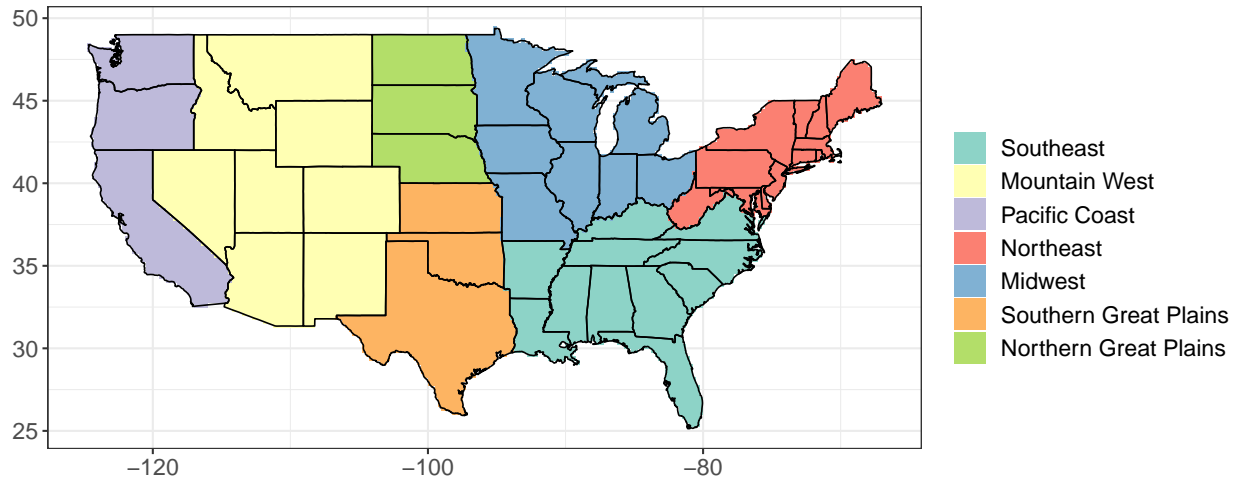 50
45
40
35
30
25
−120
−100
−80
Southeast
Mountain West
Pacific Coast
Northeast
Midwest
Southern Great Plains
Northern Great Plains